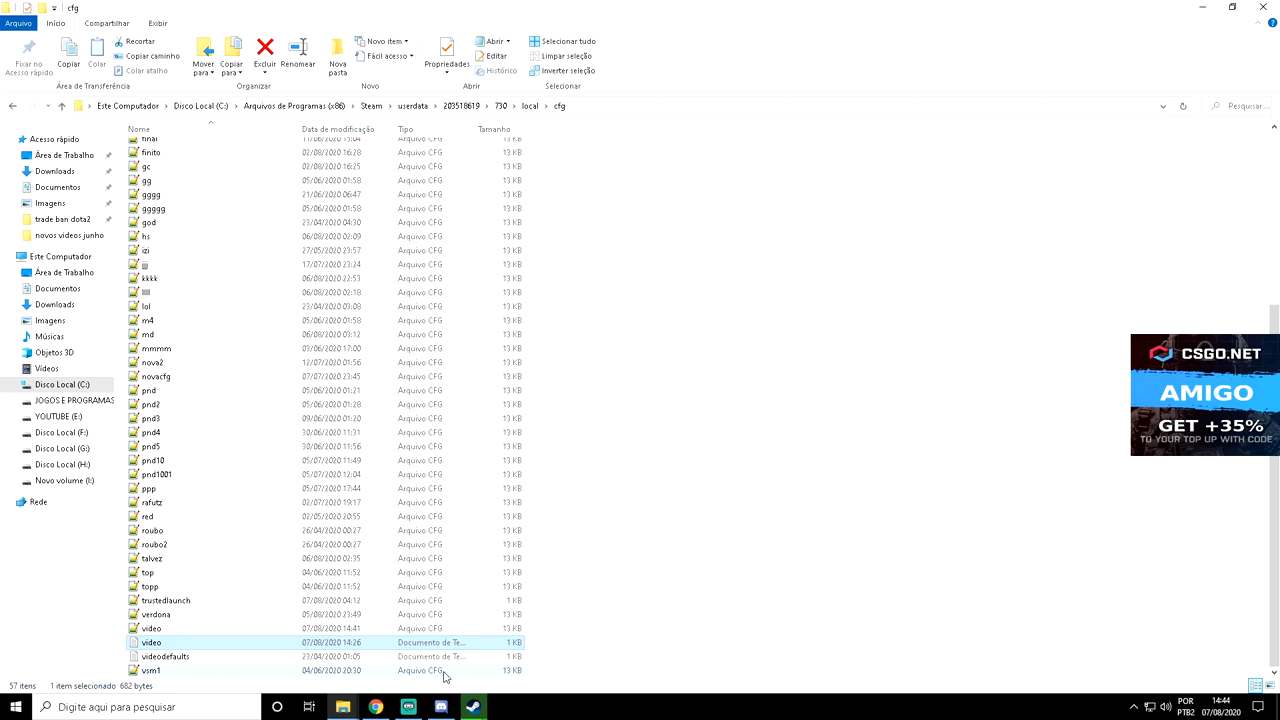 cfg
Arquivo Início Compartilhar Exibir
Fixar no Acesso rápido
Copiar
Colar
Recortar
Copiar caminho
Colar atalho
Mover para
Copiar para
Excluir
Renomear
Nova pasta
Novo item
Fácil acesso
Propriedades
Abrir
Editar
Histórico
Selecionar tudo
Limpar seleção
Inverter seleção
Área de Transferência Organizar Novo Abrir Selecionar
Este Computador > Disco Local (C:) > Arquivos de Programas (x86) > Steam > userdata > 203518619 > 730 > local > cfg
Pesquisar ...
Acesso rápido
Área de Trabalho
Downloads
Documentos
Imagens
trade ban dota2
novos videos junho
Este Computador
Área de Trabalho
Documentos
Downloads
Imagens
Músicas
Objetos 3D
Vídeos
Disco Local (C:)
JOGOS E PROGRAMAS
YOUTUBE (E:)
Disco Local (F:)
Disco Local (G:)
Disco Local (H:)
Novo volume (I:)
Rede
Nome Data de modificação Tipo Tamanho
final 11/06/2020 15:04 Arquivo CFG 13 KB
finito 02/08/2020 16:28 Arquivo CFG 13 KB
gc 02/08/2020 16:25 Arquivo CFG 13 KB
gg 05/06/2020 01:58 Arquivo CFG 13 KB
gggg 21/06/2020 06:47 Arquivo CFG 13 KB
ggggg 05/06/2020 01:58 Arquivo CFG 13 KB
god 23/04/2020 04:30 Arquivo CFG 13 KB
hs 06/08/2020 02:09 Arquivo CFG 13 KB
izi 27/05/2020 23:57 Arquivo CFG 13 KB
17/07/2020 23:24 Arquivo CFG 13 KB
kkkk 06/08/2020 22:53 Arquivo CFG 13 KB
06/08/2020 02:18 Arquivo CFG 13 KB
lol 23/04/2020 03:08 Arquivo CFG 13 KB
m4 05/06/2020 01:58 Arquivo CFG 13 KB
md 06/08/2020 03:12 Arquivo CFG 13 KB
mmmm 03/06/2020 17:00 Arquivo CFG 13 KB
nova2 12/07/2020 01:56 Arquivo CFG 13 KB
novacfg 07/07/2020 23:45 Arquivo CFG 13 KB
pnd 05/06/2020 01:21 Arquivo CFG 13 KB
pnd2 05/06/2020 01:28 Arquivo CFG 13 KB
pnd3 09/06/2020 01:20 Arquivo CFG 13 KB
pnd4 30/06/2020 11:31 Arquivo CFG 13 KB
pnd5 30/06/2020 11:56 Arquivo CFG 13 KB
pnd10 05/07/2020 11:49 Arquivo CFG 13 KB
pnd1001 05/07/2020 12:04 Arquivo CFG 13 KB
ppp 05/07/2020 17:44 Arquivo CFG 13 KB
rafutz 02/07/2020 19:17 Arquivo CFG 13 KB
red 02/05/2020 20:55 Arquivo CFG 13 KB
roubo 26/04/2020 00:27 Arquivo CFG 13 KB
roubo2 26/04/2020 00:27 Arquivo CFG 13 KB
talvez 06/08/2020 02:35 Arquivo CFG 13 KB
top 04/06/2020 11:52 Arquivo CFG 13 KB
topp 04/06/2020 11:52 Arquivo CFG 13 KB
trustedlaunch 07/08/2020 04:12 Arquivo CFG 13 KB
verdona 05/08/2020 23:49 Arquivo CFG 13 KB
video 07/08/2020 14:41 Arquivo CFG 13 KB
video 07/08/2020 14:26 Documento de Te... 1 KB
videodefaults 23/04/2020 01:05 Documento de Te... 1 KB
vsm1 04/06/2020 20:30 Arquivo CFG 13 KB
CSGO.NET
AMIGO
GET +35%
TO YOUR TOP UP WITH CODE
57 itens 1 item selecionado 682 bytes
Digite aqui para pesquisar
POR
PTB2
14:44
07/08/2020